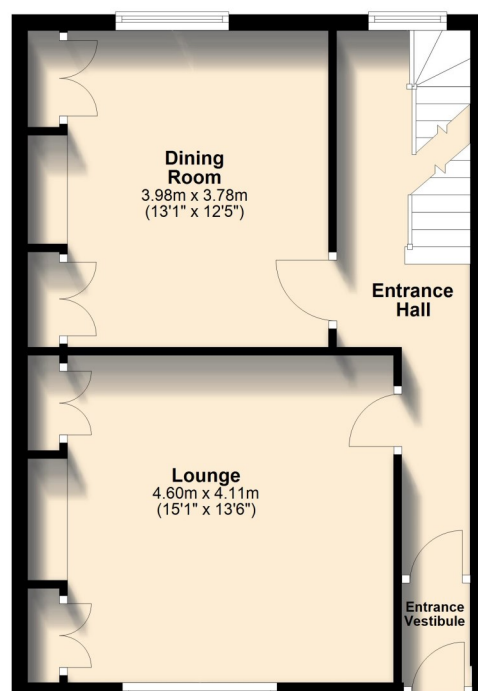 Dining
Room
3.98m x 3.78m
(13'1" x 12'5")
Entrance
Hall
Lounge
4.60m x 4.11m
(15'1" x 13'6")
Entrance
Vestibule